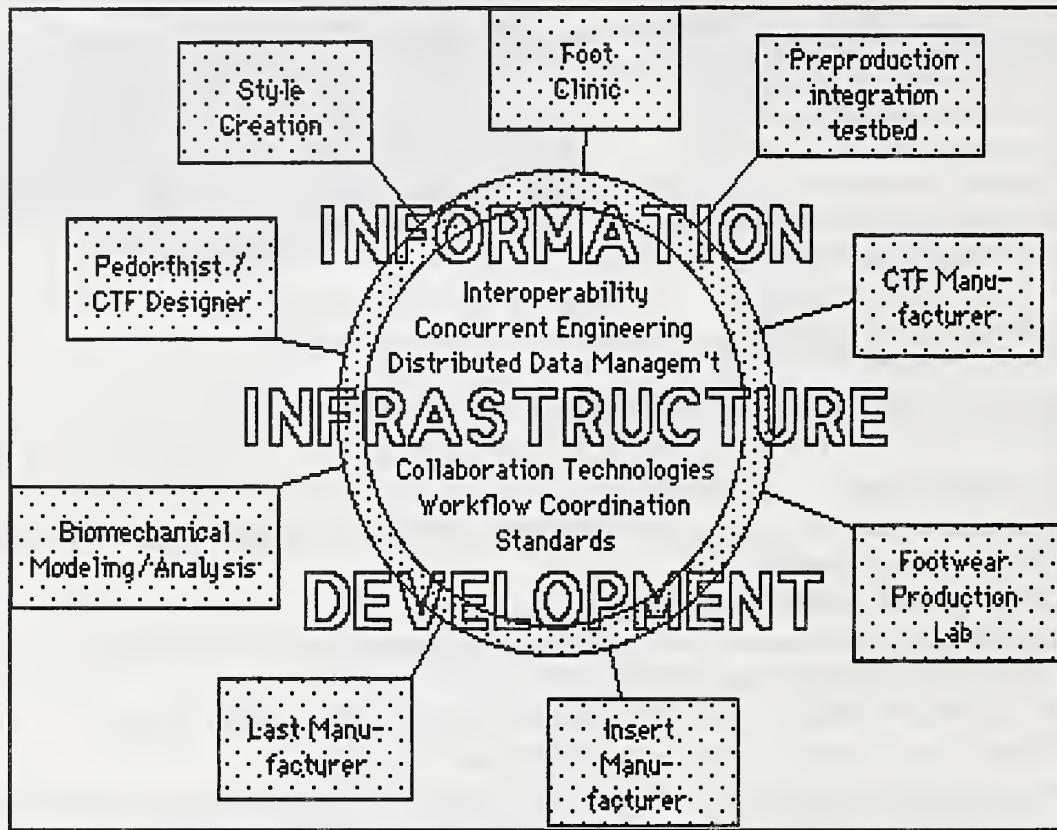 Foot
Clinic
Preproduction
integration
testbed
Style
Creation
INFORMATION
Pedorthist /
CTF Designer
CTF Manu-
facturer
Interoperability
Concurrent Engineering
Distributed Data Managem't
INFRASTRUCTURE
Collaboration Technologies
Workflow Coordination
Standards
Biomechanical
Modeling/Analysis
Footwear
Production
Lab
DEVELOPMENT
Last Manu-
facturer
Insert
Manu-
facturer